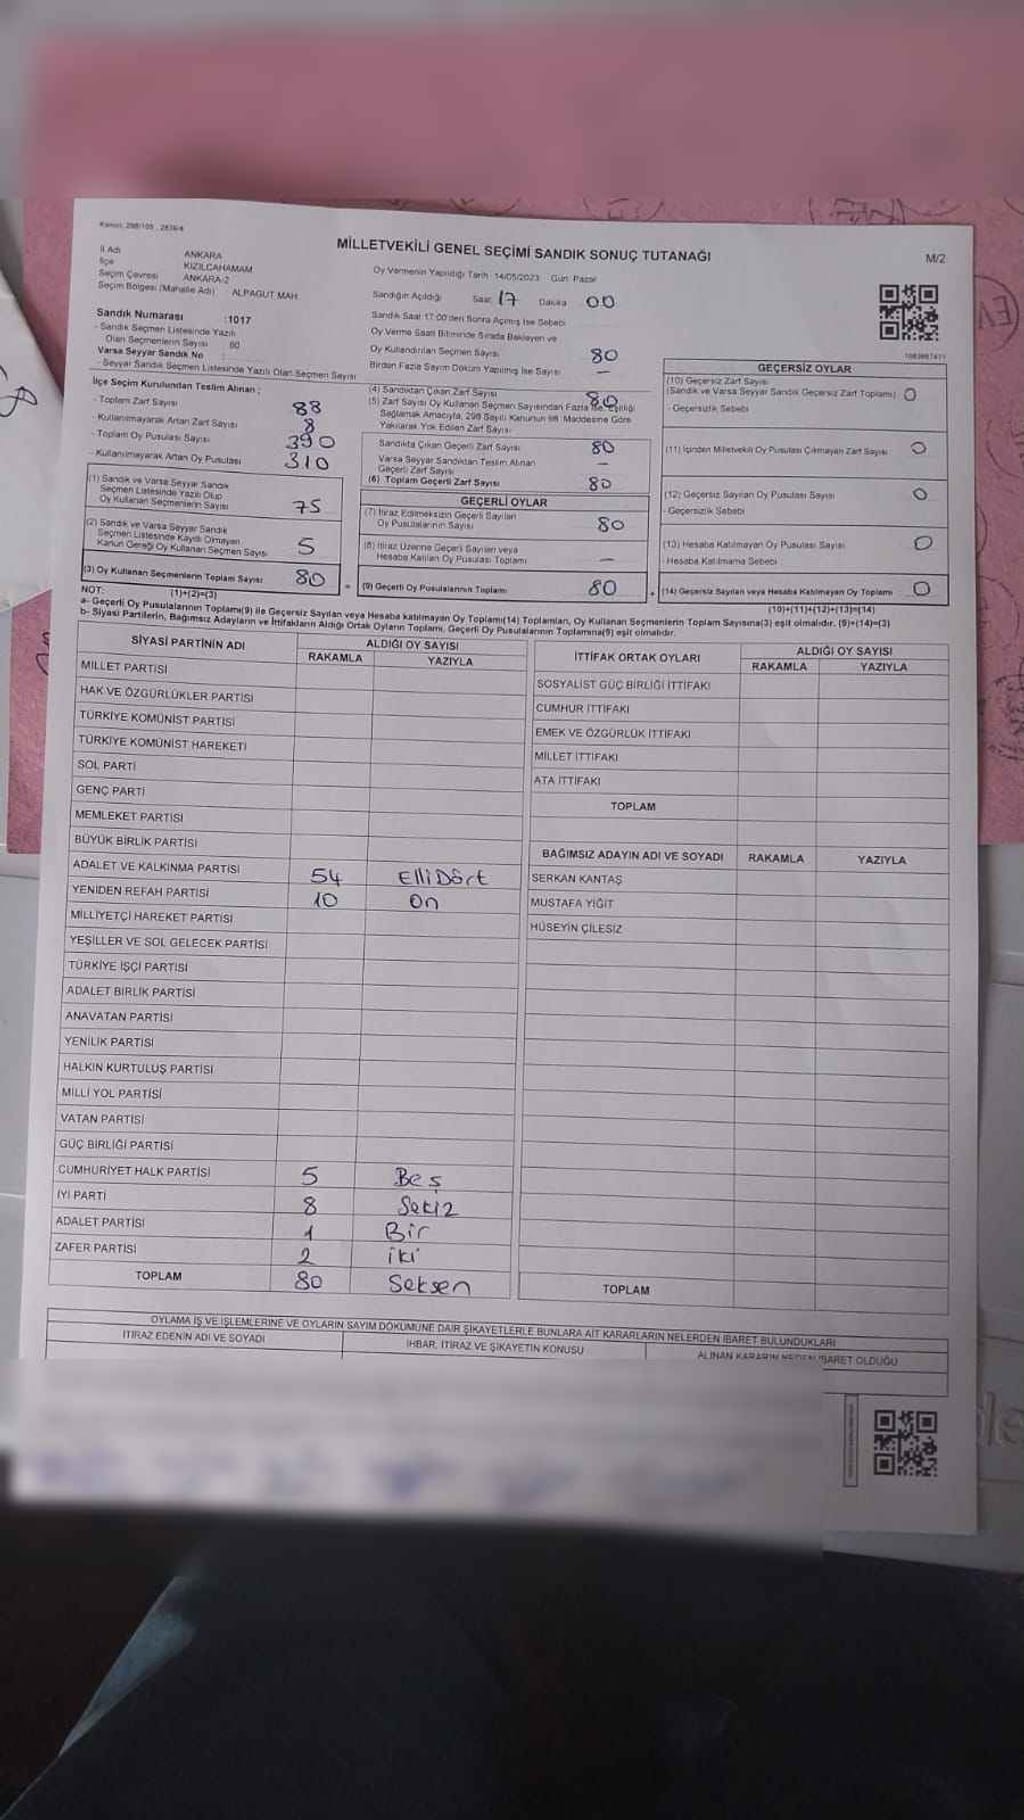 Kanun: 298/105 , 2839/4
MİLLETVEKİLİ GENEL SEÇİMİ SANDIK SONUÇ TUTANAĞI
M/2
İl Adı ANKARA
İlçe KIZILCAHAMAM
Seçim Çevresi ANKARA-2
Seçim Bölgesi (Mahalle Adı) ALPAGUT MAH.
Oy Vermenin Yapıldığı Tarih : 14/05/2023 Gün: Pazar
Sandığın Açıldığı Saat 17 Dakika 00
Sandık Saat 17:00'den Sonra Açılmış İse Sebebi
Oy Verme Saati Bitiminde Sırada Bekleyen ve
Oy Kullandırılan Seçmen Sayısı 80
Birden Fazla Sayım Döküm Yapılmış İse Sayısı –
Sandık Numarası :1017
- Sandık Seçmen Listesinde Yazılı
Olan Seçmenlerin Sayısı
Varsa Seyyar Sandık No :
- Seyyar Sandık Seçmen Listesinde Yazılı Olan Seçmen Sayısı
İlçe Seçim Kurulundan Teslim Alınan ;
- Toplam Zarf Sayısı 88
- Kullanılmayarak Artan Zarf Sayısı 8
- Toplam Oy Pusulası Sayısı 390
- Kullanılmayarak Artan Oy Pusulası 310
(1) Sandık ve Varsa Seyyar Sandık
Seçmen Listesinde Yazılı Olup
Oy Kullanan Seçmenlerin Sayısı 75
(2) Sandık ve Varsa Seyyar Sandık
Seçmen Listesinde Kaydı Olmayan
Kanun Gereği Oy Kullanan Seçmen Sayısı 5
(3) Oy Kullanan Seçmenlerin Toplam Sayısı 80
(1)+(2)=(3)
(4) Sandıktan Çıkan Zarf Sayısı 80
(5) Zarf Sayısı Oy Kullanan Seçmen Sayısından Fazla İse, Eşitliği
Sağlamak Amacıyla, 298 Sayılı Kanunun 98. Maddesine Göre
Yakılarak Yok Edilen Zarf Sayısı
Sandıkta Çıkan Geçerli Zarf Sayısı 80
Varsa Seyyar Sandıktan Teslim Alınan
Geçerli Zarf Sayısı –
(6) Toplam Geçerli Zarf Sayısı 80
GEÇERLİ OYLAR
(7) İtiraz Edilmeksizin Geçerli Sayılan
Oy Pusulalarının Sayısı 80
(8) İtiraz Üzerine Geçerli Sayılan veya
Hesaba Katılan Oy Pusulası Toplamı –
= (9) Geçerli Oy Pusulalarının Toplamı 80
GEÇERSİZ OYLAR
(10) Geçersiz Zarf Sayısı
(Sandık ve Varsa Sandık Geçersiz Zarf Toplamı) 0
- Geçersizlik Sebebi
(11) İçinden Milletvekili Oy Pusulası Çıkmayan Zarf Sayısı 0
(12) Geçersiz Sayılan Oy Pusulası Sayısı 0
- Geçersizlik Sebebi
(13) Hesaba Katılmayan Oy Pusulası Sayısı 0
- Hesaba Katılmama Sebebi
+ (14) Geçersiz Sayılan veya Hesaba Katılmayan Oy Toplamı 0
(10)+(11)+(12)+(13)=(14)
NOT:
a- Geçerli Oy Pusulalarının Toplamı(9) ile Geçersiz Sayılan veya Hesaba katılmayan Oy Toplamı(14) Toplamları, Oy Kullanan Seçmenlerin Toplam Sayısına(3) eşit olmalıdır. (9)+(14)=(3)
b- Siyasi Partilerin, Bağımsız Adayların ve İttifakların Aldığı Ortak Oyların Toplamı, Geçerli Oy Pusulalarının Toplamına(9) eşit olmalıdır.
SİYASİ PARTİNİN ADI ALDIĞI OY SAYISI
RAKAMLA YAZIYLA
MİLLET PARTİSİ
HAK VE ÖZGÜRLÜKLER PARTİSİ
TÜRKİYE KOMÜNİST PARTİSİ
TÜRKİYE KOMÜNİST HAREKETİ
SOL PARTİ
GENÇ PARTİ
MEMLEKET PARTİSİ
BÜYÜK BİRLİK PARTİSİ
ADALET VE KALKINMA PARTİSİ 54 ElliDört
YENİDEN REFAH PARTİSİ 10 On
MİLLİYETÇİ HAREKET PARTİSİ
YEŞİLLER VE SOL GELECEK PARTİSİ
TÜRKİYE İŞÇİ PARTİSİ
ADALET BİRLİK PARTİSİ
ANAVATAN PARTİSİ
YENİLİK PARTİSİ
HALKIN KURTULUŞ PARTİSİ
MİLLİ YOL PARTİSİ
VATAN PARTİSİ
GÜÇ BİRLİĞİ PARTİSİ
CUMHURİYET HALK PARTİSİ 5 Beş
İYİ PARTİ 8 Sekiz
ADALET PARTİSİ 1 Bir
ZAFER PARTİSİ 2 iki
TOPLAM 80 Seksen
İTTİFAK ORTAK OYLARI ALDIĞI OY SAYISI
RAKAMLA YAZIYLA
SOSYALİST GÜÇ BİRLİĞİ İTTİFAKI
CUMHUR İTTİFAKI
EMEK VE ÖZGÜRLÜK İTTİFAKI
MİLLET İTTİFAKI
ATA İTTİFAKI
TOPLAM
BAĞIMSIZ ADAYIN ADI VE SOYADI RAKAMLA YAZIYLA
SERKAN KANTAŞ
MUSTAFA YİĞİT
HÜSEYİN ÇİLESİZ
TOPLAM
OYLAMA İŞ VE İŞLEMLERİNE VE OYLARIN SAYIM DÖKÜMÜNE DAİR ŞİKAYETLERLE BUNLARA AİT KARARLARIN NELERDEN İBARET BULUNDUKLARI
İTİRAZ EDENİN ADI VE SOYADI İHBAR, İTİRAZ VE ŞİKAYETİN KONUSU ALINAN KARARIN NEDEN İBARET OLDUĞU